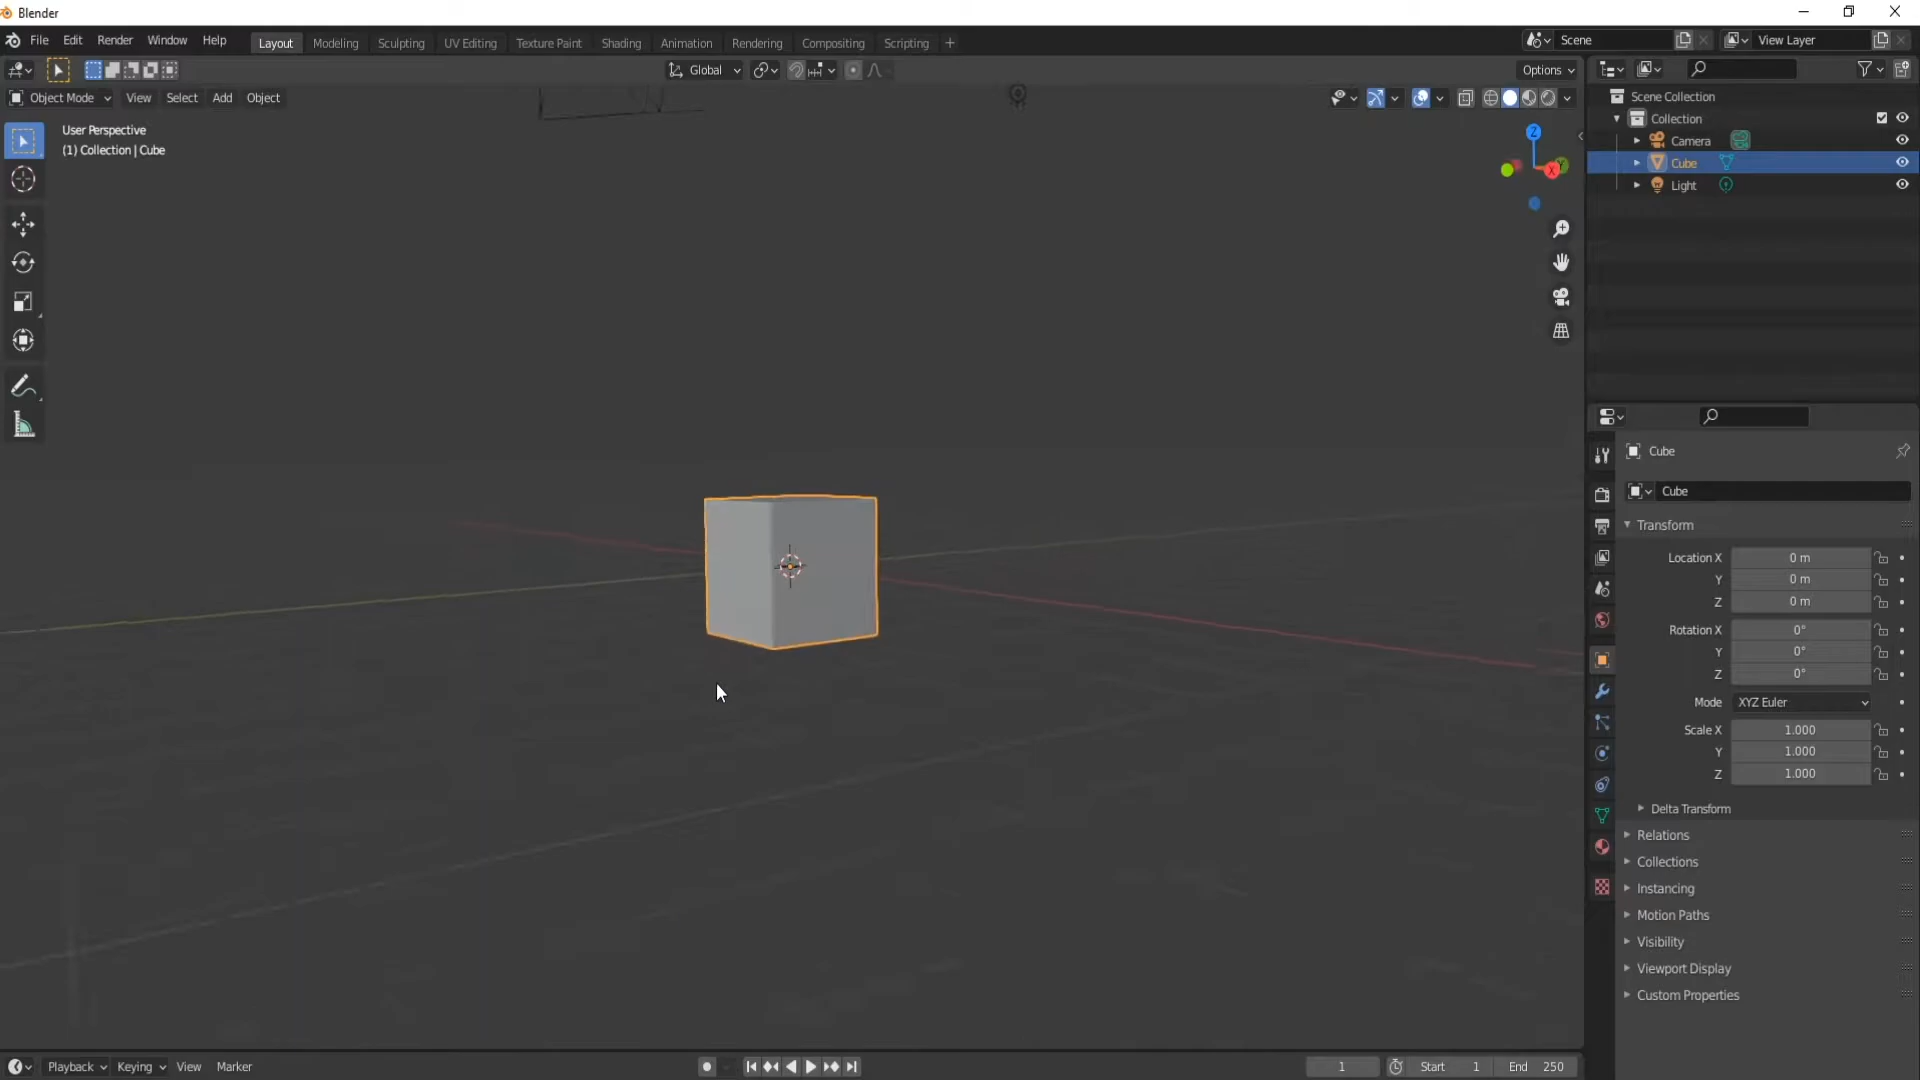 Blender
File Edit Render Window Help Layout Modeling Sculpting UV Editing Texture Paint Shading Animation Rendering Compositing Scripting + Scene View Layer
Global Options
Object Mode View Select Add Object
User Perspective
(1) Collection | Cube
Z
X
Y
Scene Collection
Collection
Camera
Cube
Light
Cube
Cube
Transform
Location X 0 m
Y 0 m
Z 0 m
Rotation X 0°
Y 0°
Z 0°
Mode XYZ Euler
Scale X 1.000
Y 1.000
Z 1.000
Delta Transform
Relations
Collections
Instancing
Motion Paths
Visibility
Viewport Display
Custom Properties
Playback Keying View Marker 1 Start 1 End 250